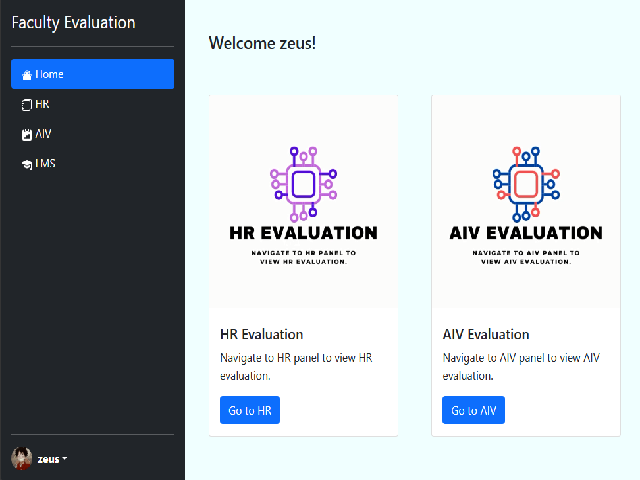 Faculty Evaluation
Home
HR
AIV
LMS
zeus
Welcome zeus!
HR EVALUATION
NAVIGATE TO HR PANEL TO
VIEW HR EVALUATION.
HR Evaluation
Navigate to HR panel to view HR
evaluation.
Go to HR
AIV EVALUATION
NAVIGATE TO AIV PANEL TO
VIEW AIV EVALUATION.
AIV Evaluation
Navigate to AIV panel to view AIV
evaluation.
Go to AIV